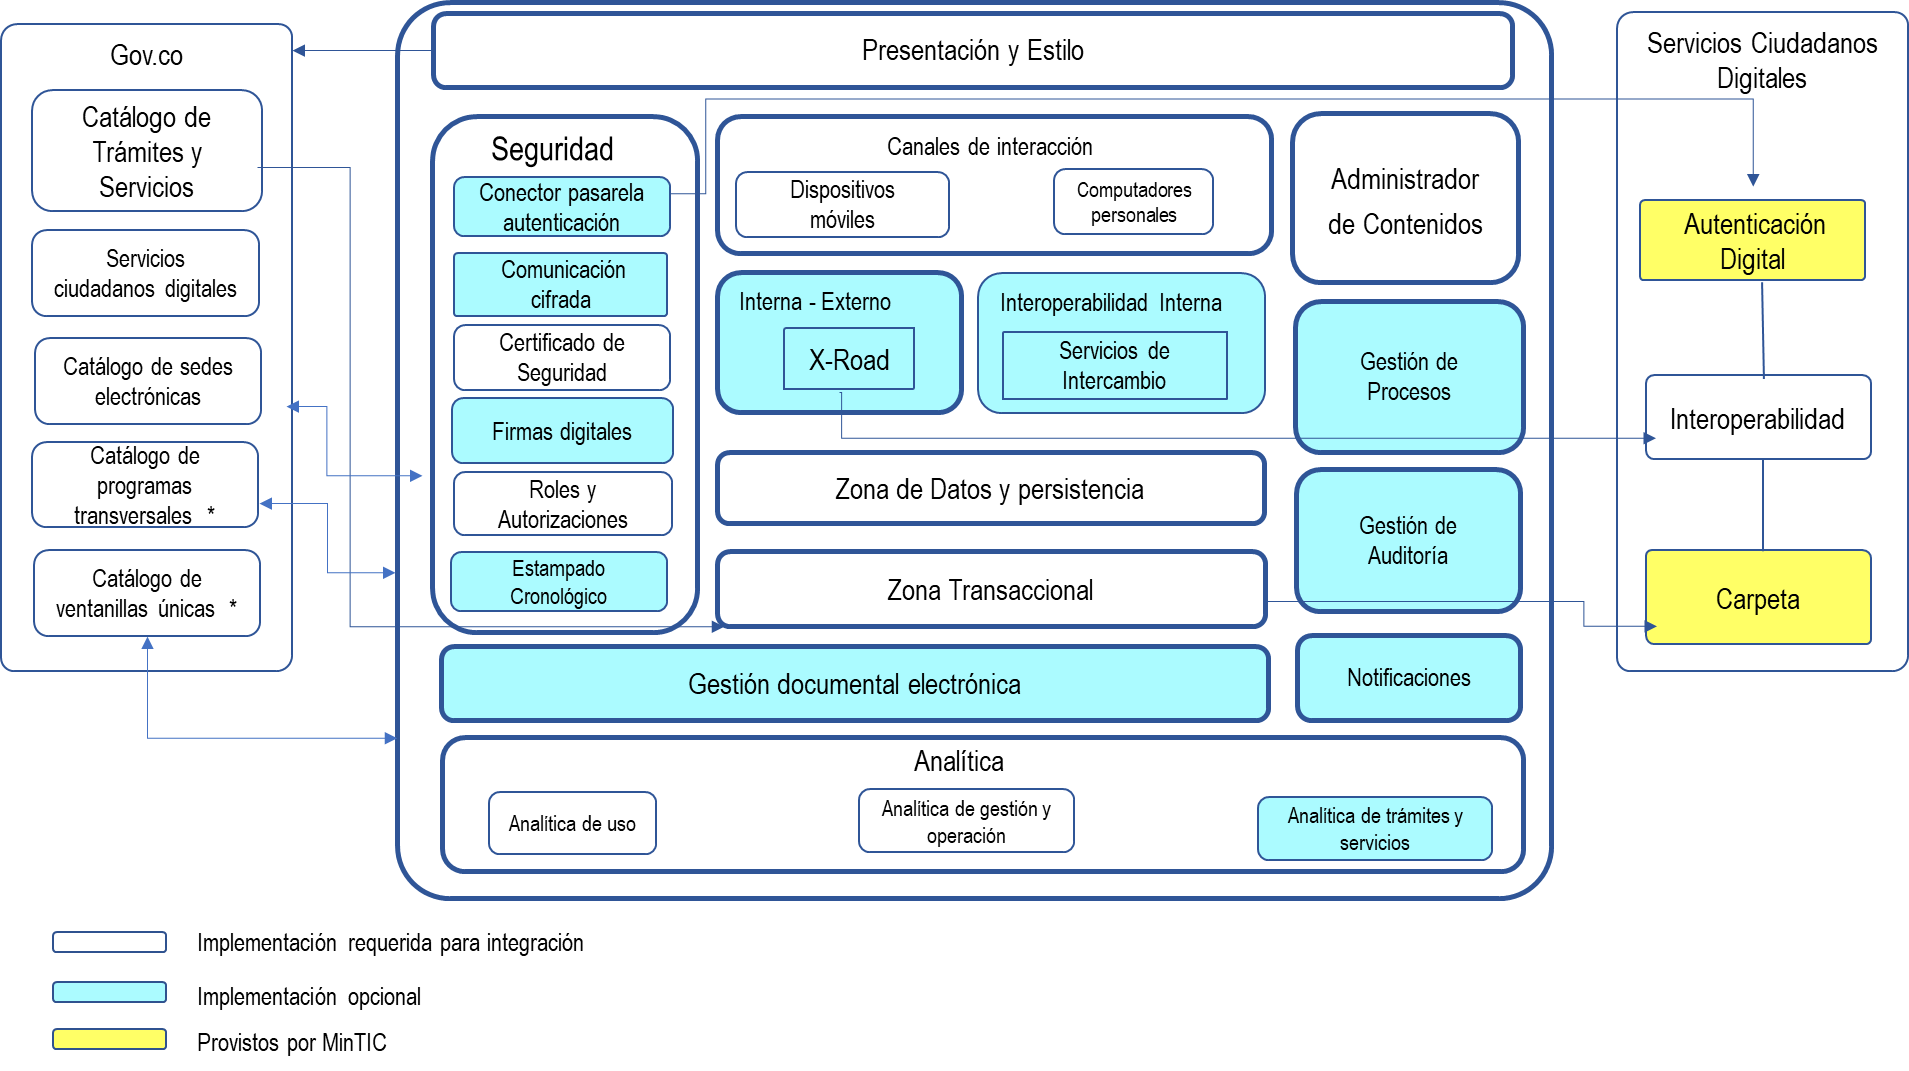 Gov.co
Catálogo de
Trámites y
Servicios
Servicios
ciudadanos digitales
Catálogo de sedes
electrónicas
Catálogo de
programas
transversales *
Catálogo de
ventanillas únicas *
Presentación y Estilo
Seguridad
Conector pasarela
autenticación
Comunicación
cifrada
Certificado de
Seguridad
Firmas digitales
Roles y
Autorizaciones
Estampado
Cronológico
Canales de interacción
Dispositivos
móviles
Computadores
personales
Administrador
de Contenidos
Interna - Externo
X-Road
Interoperabilidad Interna
Servicios de
Intercambio
Gestión de
Procesos
Zona de Datos y persistencia
Gestión de
Auditoría
Zona Transaccional
Gestión documental electrónica
Notificaciones
Analítica
Analítica de uso
Analítica de gestión y
operación
Analítica de trámites y
servicios
Servicios Ciudadanos
Digitales
Autenticación
Digital
Interoperabilidad
Carpeta
Implementación requerida para integración
Implementación opcional
Provistos por MinTIC